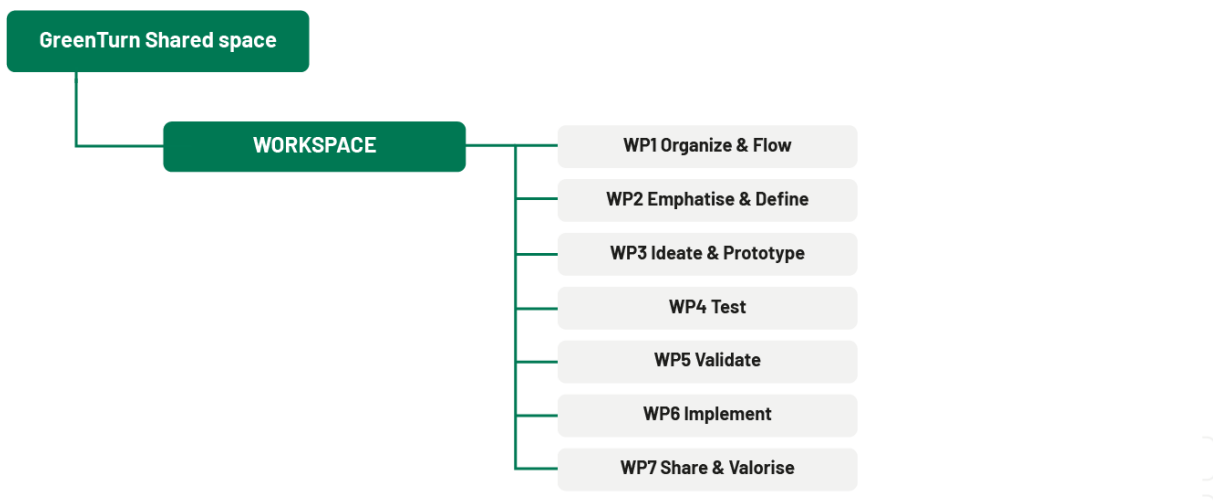 GreenTurn Shared space
WORKSPACE
WP1 Organize & Flow
WP2 Emphatise & Define
WP3 Ideate & Prototype
WP4 Test
WP5 Validate
WP6 Implement
WP7 Share & Valorise